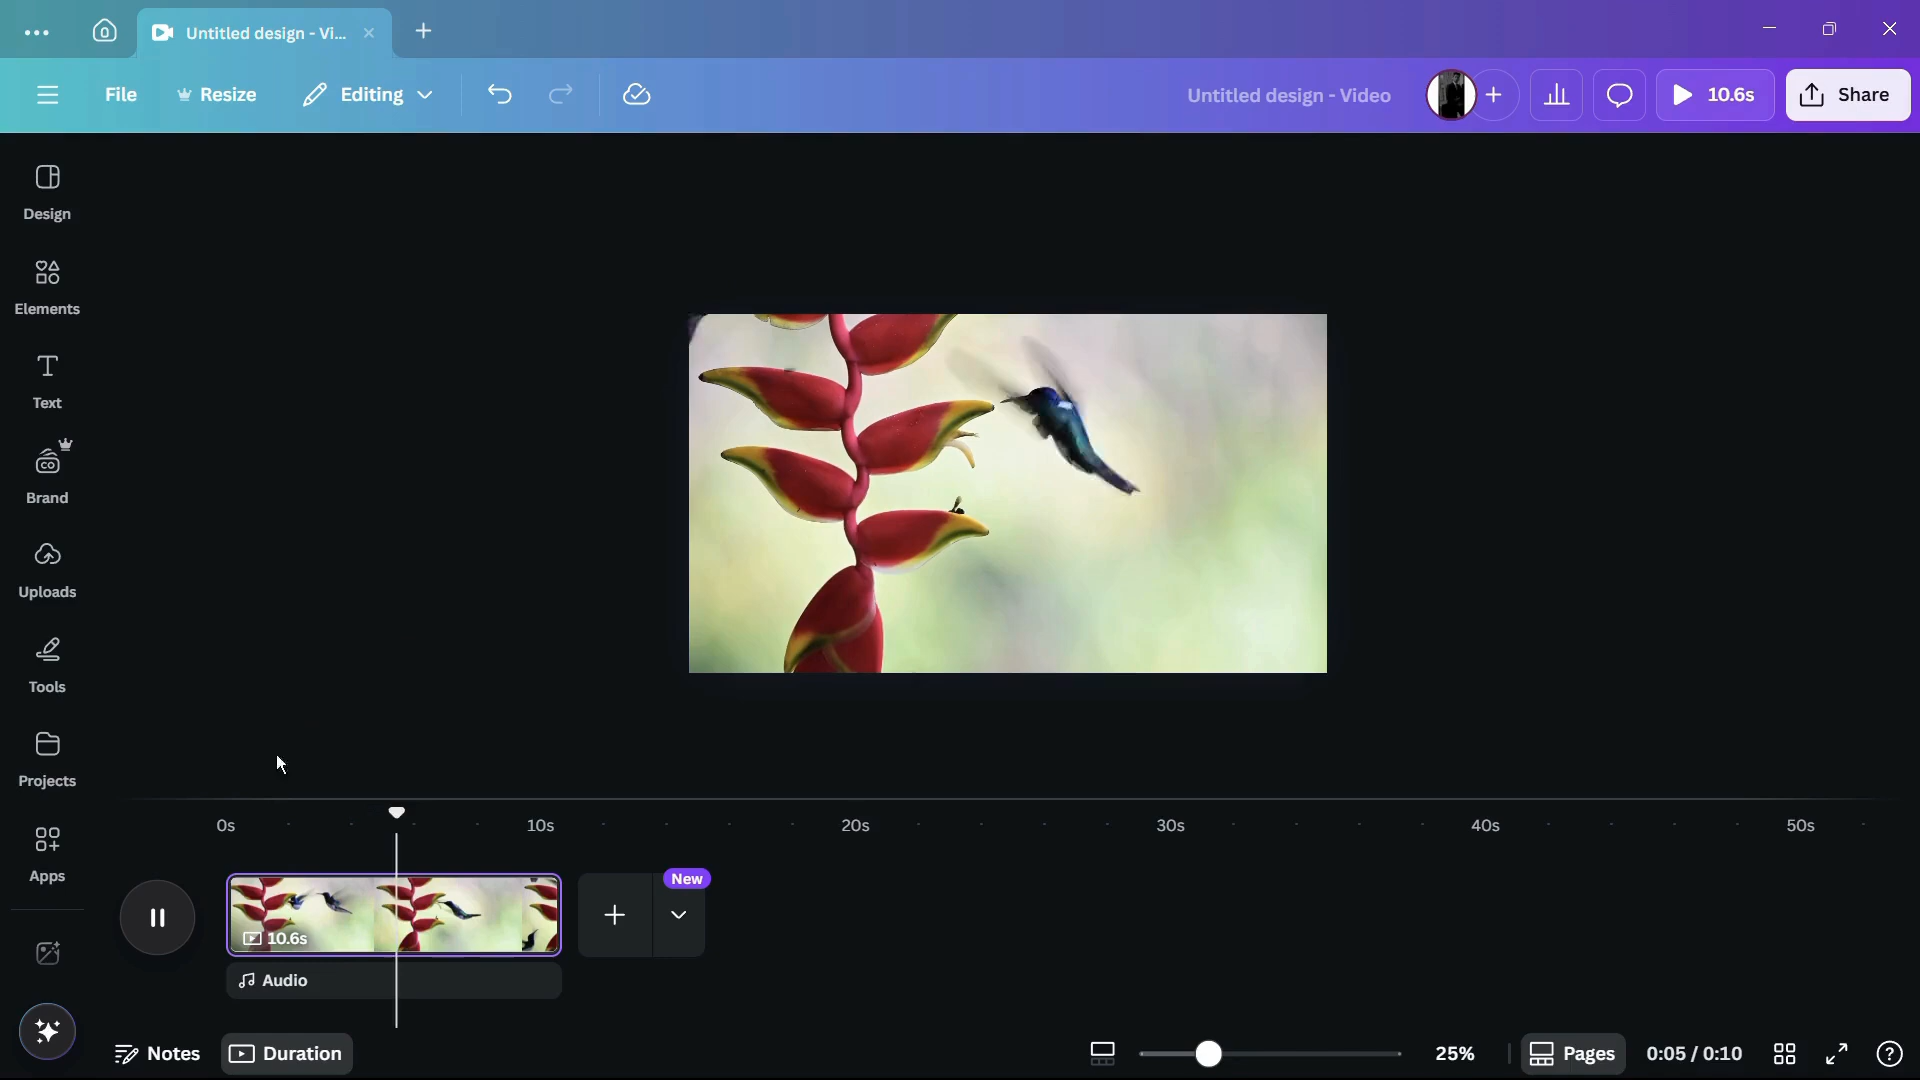 Untitled design - Vi...
File
Resize
Editing
Untitled design - Video
10.6s
Share
Design
Elements
Text
Brand
Uploads
Tools
Projects
Apps
0s 10s 20s 30s 40s 50s
New
10.6s
Audio
Notes
Duration
25%
Pages
0:05 / 0:10